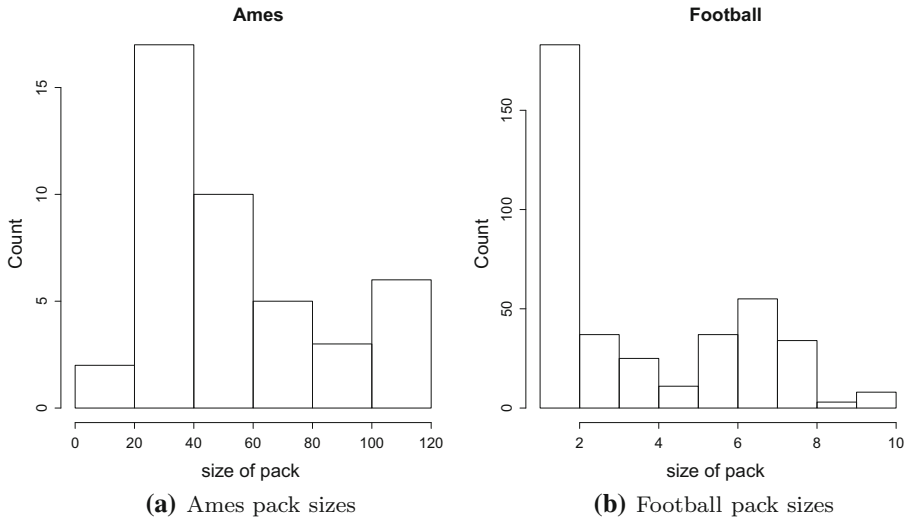 Ames
Count
15
10
5
0
0 20 40 60 80 100 120
size of pack
(a) Ames pack sizes
Football
Count
150
100
50
0
2 4 6 8 10
size of pack
(b) Football pack sizes